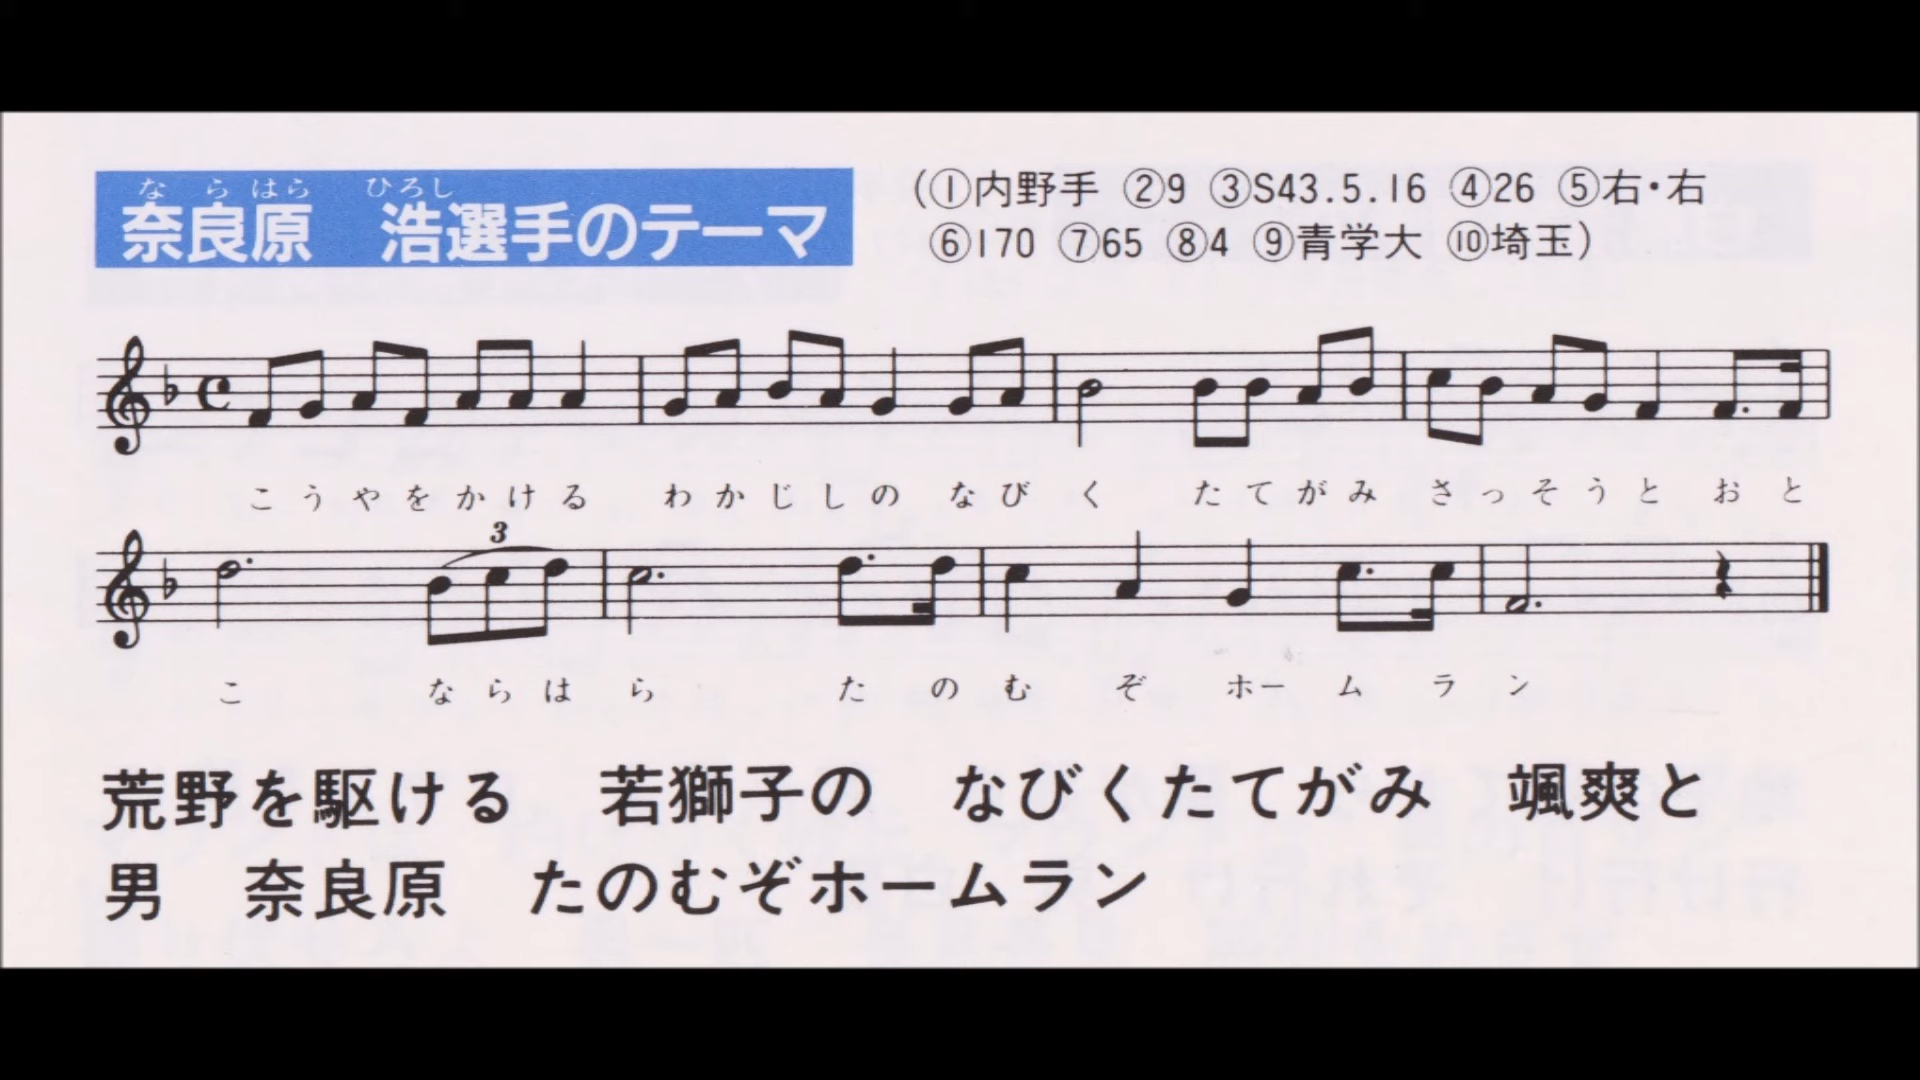 ならはら ひろし
奈良原 浩選手のテーマ
(①内野手 ②9 ③S43.5.16 ④26 ⑤右・右
⑥170 ⑦65 ⑧4 ⑨青学大 ⑩埼玉)
こうやをかける わかじしの なびく たてがみ さっそうと おと
3
こ ならはら たのむぞ ホームラン
荒野を駆ける 若獅子の なびくたてがみ 颯爽と
男 奈良原 たのむぞホームラン